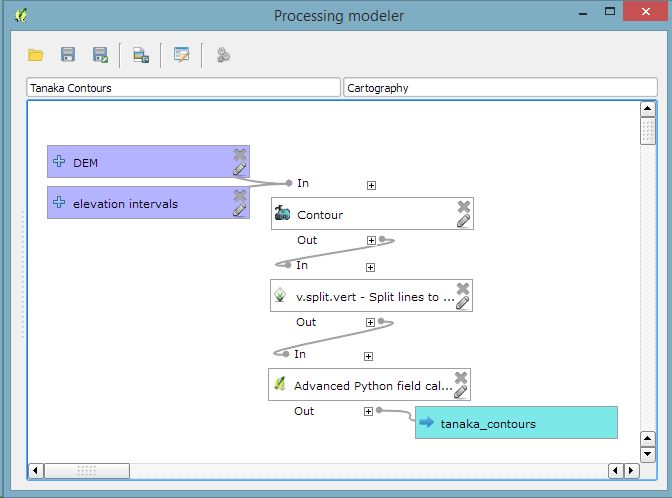 Processing modeler
Tanaka Contours
Cartography
DEM
elevation intervals
In
Contour
Out
In
v.split.vert - Split lines to ...
Out
In
Advanced Python field cal...
Out
tanaka_contours